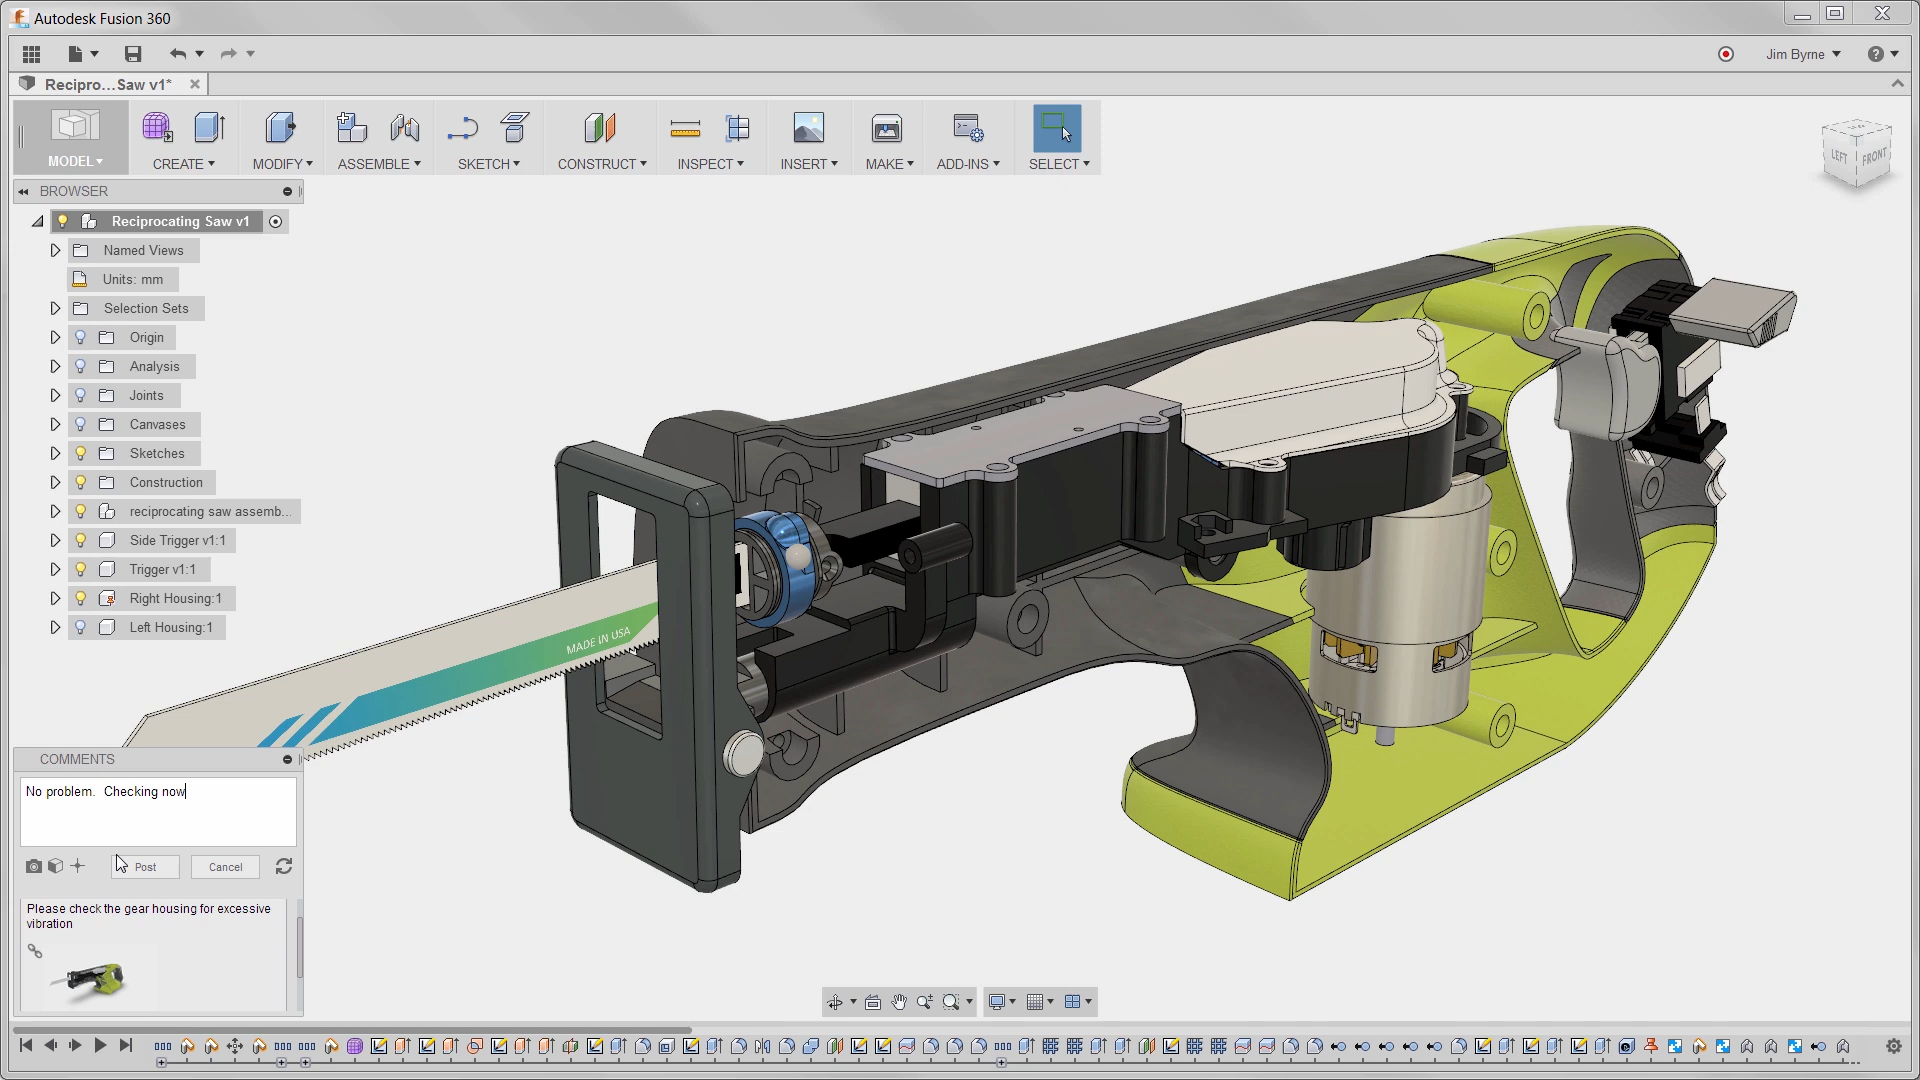 Autodesk Fusion 360
Jim Byrne
Recipro...Saw v1*
MODEL
CREATE
MODIFY
ASSEMBLE
SKETCH
CONSTRUCT
INSPECT
INSERT
MAKE
ADD-INS
SELECT
LEFT
FRONT
BROWSER
Reciprocating Saw v1
Named Views
Units: mm
Selection Sets
Origin
Analysis
Joints
Canvases
Sketches
Construction
reciprocating saw assemb...
Side Trigger v1:1
Trigger v1:1
Right Housing:1
Left Housing:1
MADE IN USA
COMMENTS
No problem. Checking now
Post
Cancel
Please check the gear housing for excessive
vibration